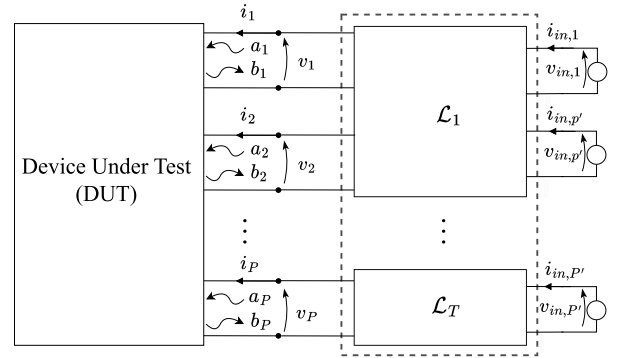 i_1
a_1
b_1
v_1
i_{in,1}
v_{in,1}
\mathcal{L}_1
i_2
a_2
b_2
v_2
i_{in,p'}
v_{in,p'}
Device Under Test
(DUT)
⋮
⋮
i_P
a_P
b_P
v_P
\mathcal{L}_T
i_{in,P'}
v_{in,P'}